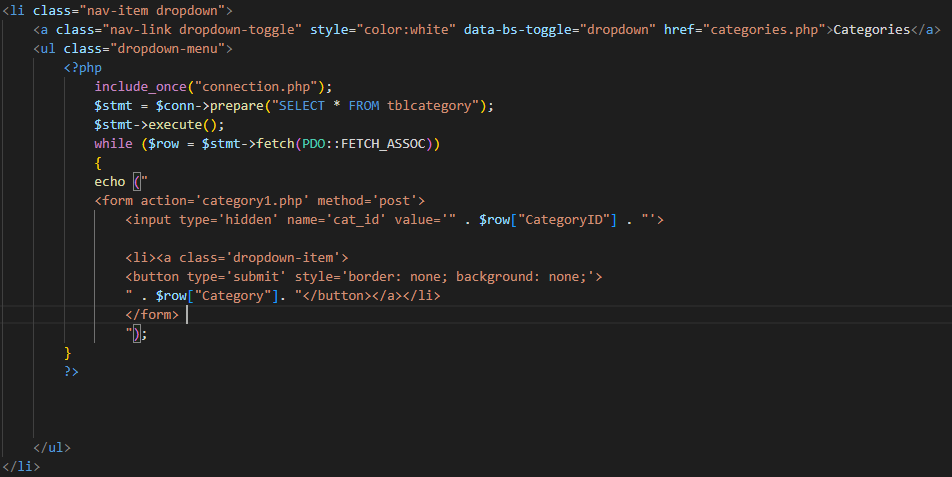 <li class="nav-item dropdown">
<a class="nav-link dropdown-toggle" style="color:white" data-bs-toggle="dropdown" href="categories.php">Categories</a>
<ul class="dropdown-menu">
<?php
include_once("connection.php");
$stmt = $conn->prepare("SELECT * FROM tblcategory");
$stmt->execute();
while ($row = $stmt->fetch(PDO::FETCH_ASSOC))
{
echo ("
<form action='category1.php' method='post'>
<input type='hidden' name='cat_id' value='" . $row["CategoryID"] . "'>
<li><a class='dropdown-item'>
<button type='submit' style='border: none; background: none;'>
" . $row["Category"]. "</button></a></li>
</form>
");
}
?>
</ul>
</li>